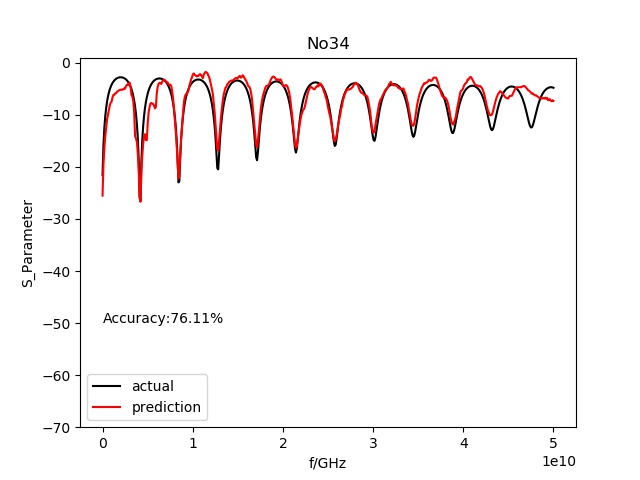 No34
0
−10
−20
−30
−40
−50
−60
−70
S_Parameter
Accuracy:76.11%
actual
prediction
0 1 2 3 4 5
1e10
f/GHz